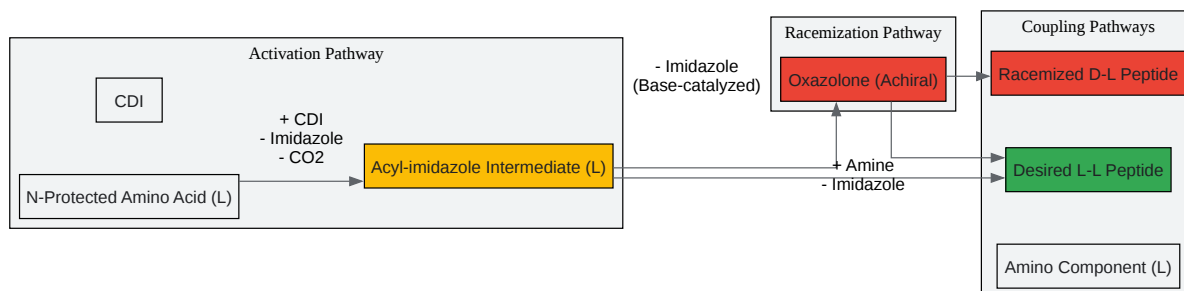 Activation Pathway
CDI
N-Protected Amino Acid (L)
+ CDI
- Imidazole
- CO2
Acyl-imidazole Intermediate (L)
- Imidazole
(Base-catalyzed)
Racemization Pathway
Oxazolone (Achiral)
+ Amine
- Imidazole
Coupling Pathways
Racemized D-L Peptide
Desired L-L Peptide
Amino Component (L)